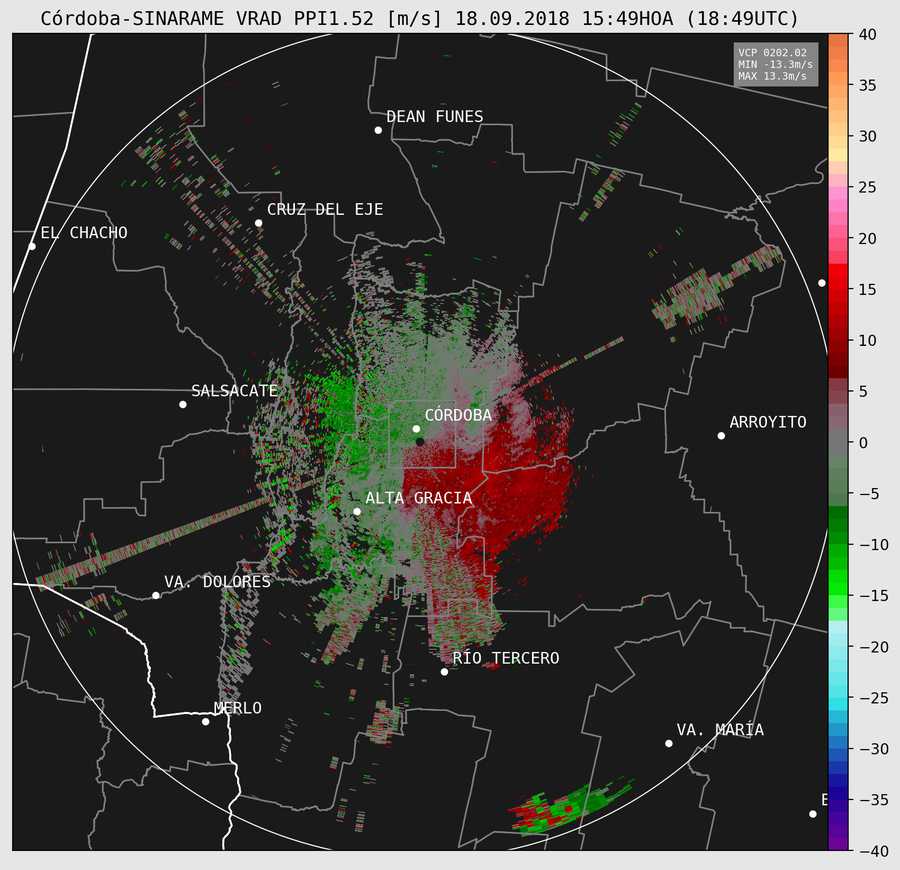 Córdoba-SINARAME VRAD PPI1.52 [m/s] 18.09.2018 15:49HOA (18:49UTC)
VCP 0202.02
MIN -13.3m/s
MAX 13.3m/s
DEAN FUNES
CRUZ DEL EJE
EL CHACHO
SALSACATE
CÓRDOBA
ARROYITO
ALTA GRACIA
VA. DOLORES
RÍO TERCERO
MERLO
VA. MARÍA
40
35
30
25
20
15
10
5
0
−5
−10
−15
−20
−25
−30
−35
−40